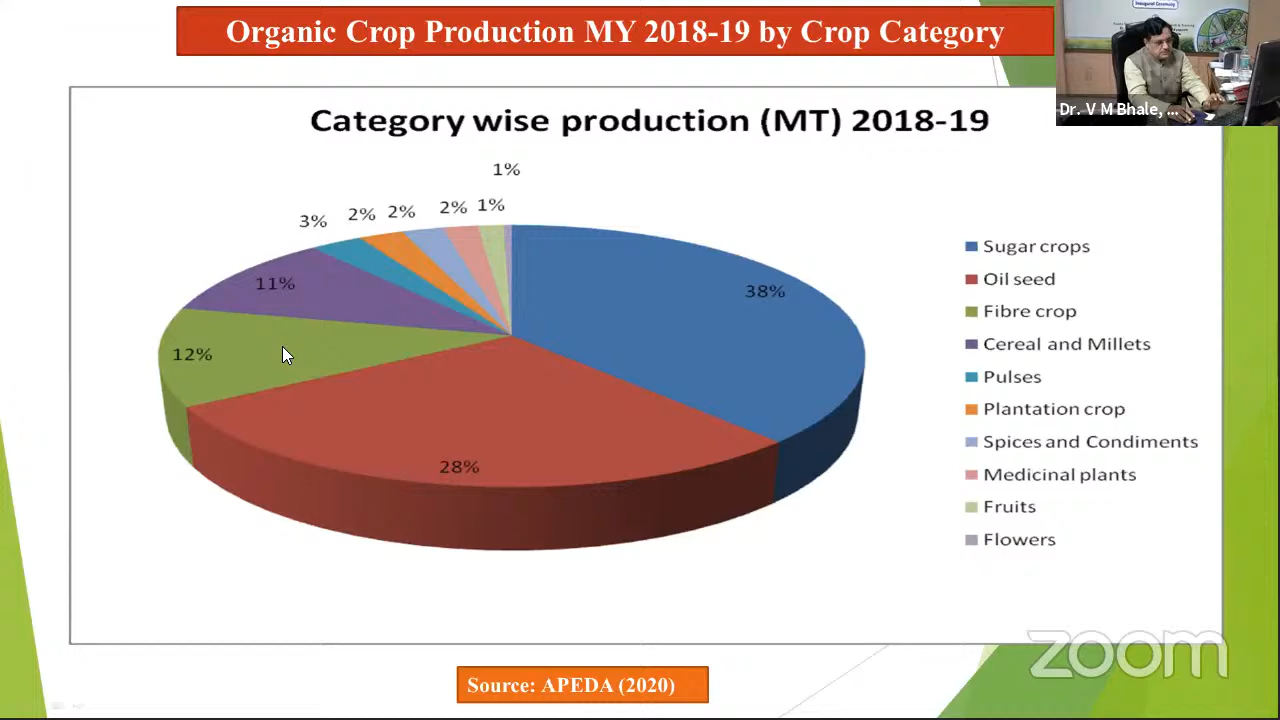 Organic Crop Production MY 2018-19 by Crop Category
Inaugural Ceremony
Dr. V M Bhale, ...
Category wise production (MT) 2018-19
1%
3%
2%
2%
2%
1%
11%
38%
12%
28%
Sugar crops
Oil seed
Fibre crop
Cereal and Millets
Pulses
Plantation crop
Spices and Condiments
Medicinal plants
Fruits
Flowers
zoom
Source: APEDA (2020)